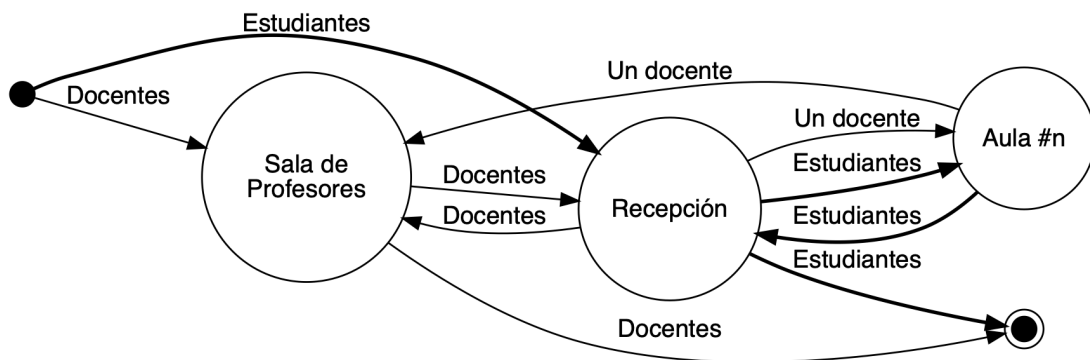 Estudiantes
Docentes
Sala de
Profesores
Un docente
Docentes
Docentes
Recepción
Un docente
Estudiantes
Estudiantes
Estudiantes
Aula #n
Docentes